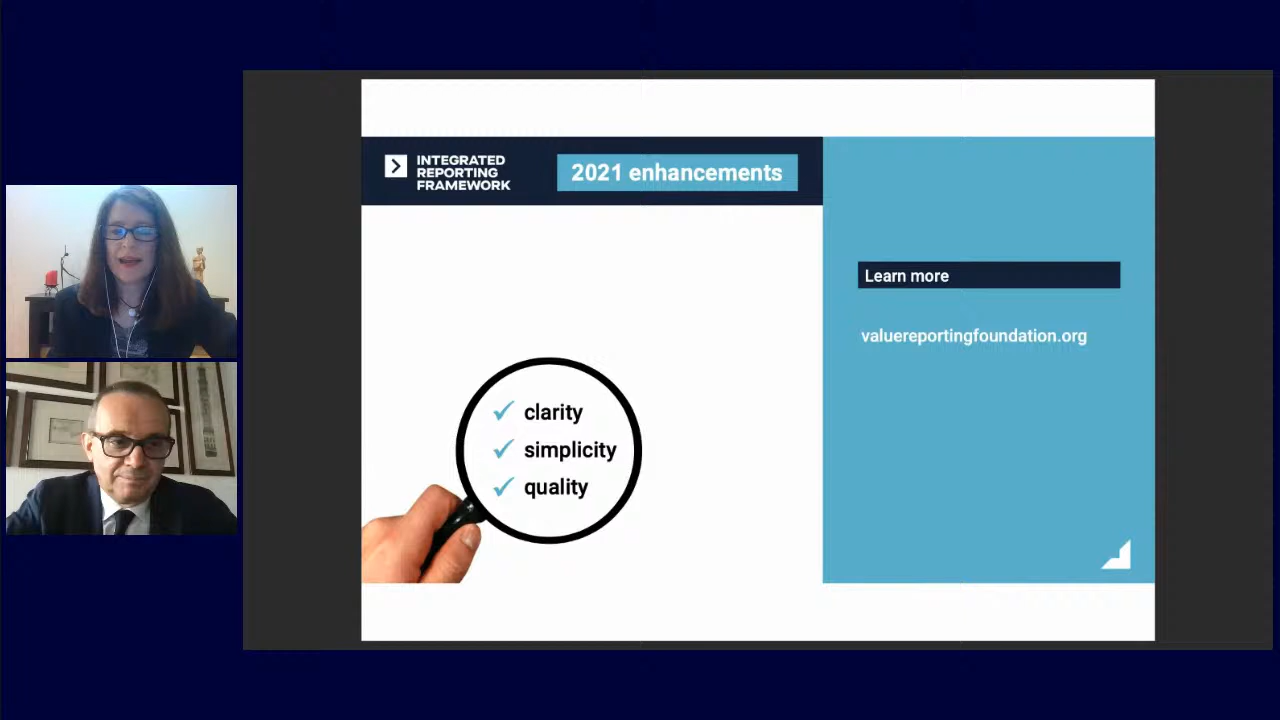 INTEGRATED
REPORTING
FRAMEWORK
2021 enhancements
clarity
simplicity
quality
Learn more
valuereportingfoundation.org